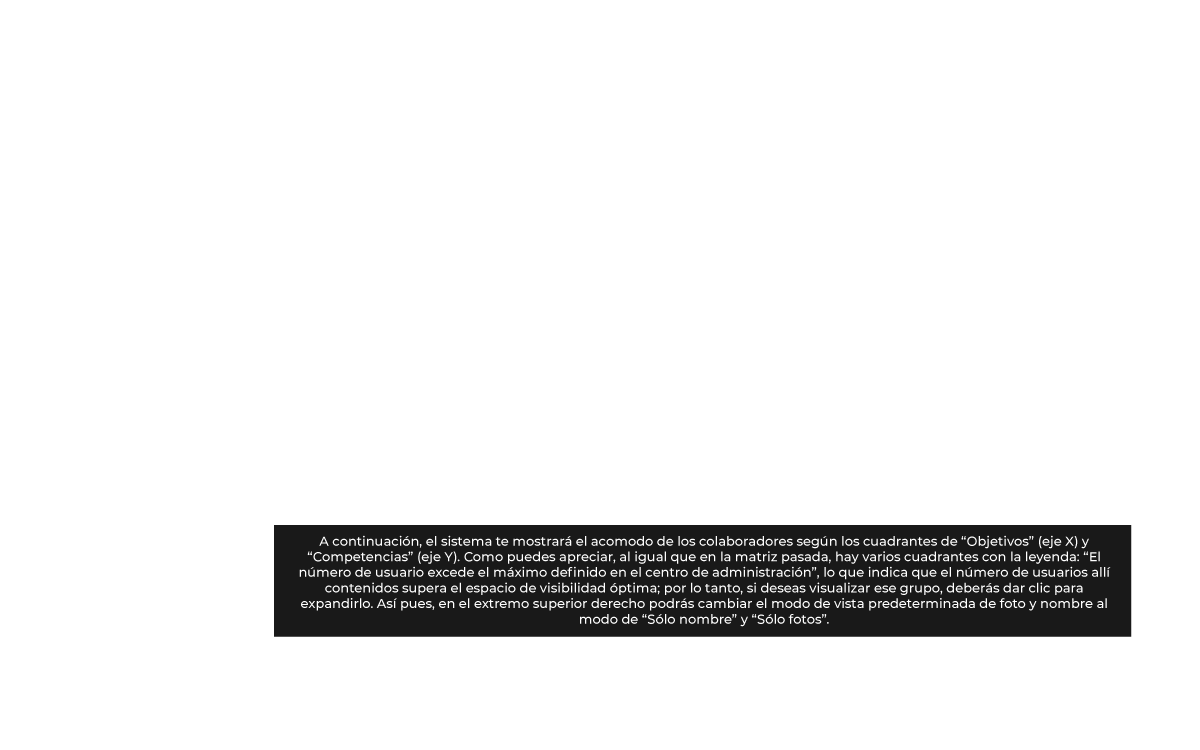 A continuación, el sistema te mostrará el acomodo de los colaboradores según los cuadrantes de “Objetivos” (eje X) y
“Competencias” (eje Y). Como puedes apreciar, al igual que en la matriz pasada, hay varios cuadrantes con la leyenda: “El
número de usuario excede el máximo definido en el centro de administración”, lo que indica que el número de usuarios allí
contenidos supera el espacio de visibilidad óptima; por lo tanto, si deseas visualizar ese grupo, deberás dar clic para
expandirlo. Así pues, en el extremo superior derecho podrás cambiar el modo de vista predeterminada de foto y nombre al
modo de “Sólo nombre” y “Sólo fotos”.